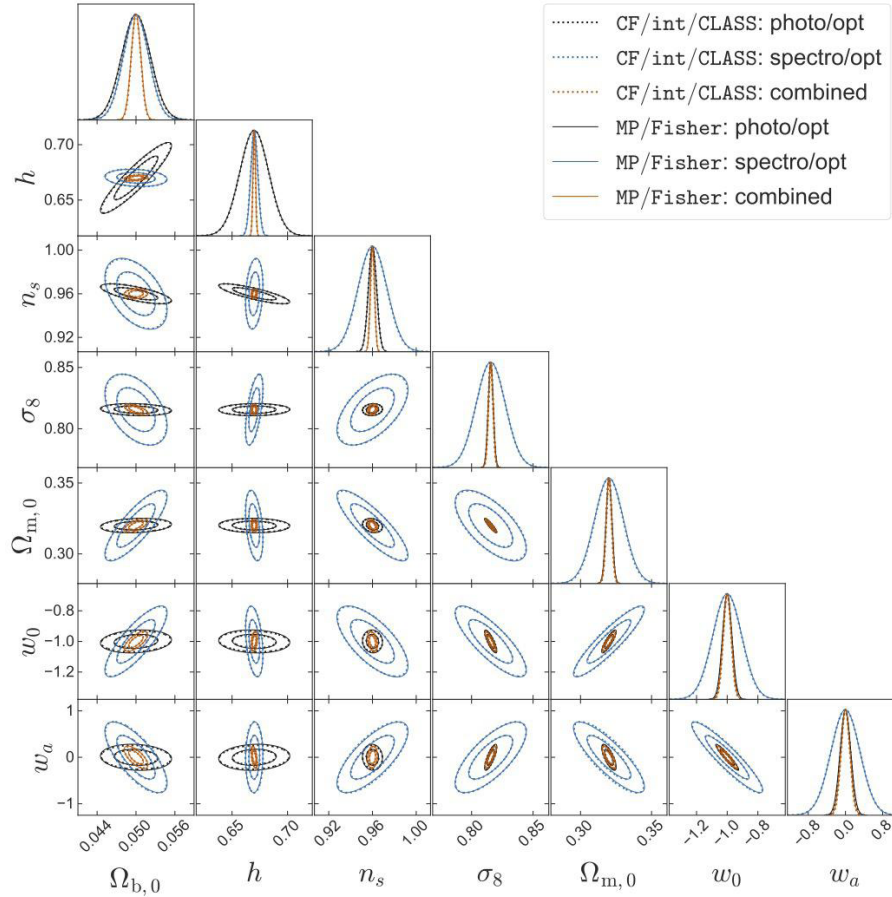 CF/int/CLASS: photo/opt
CF/int/CLASS: spectro/opt
CF/int/CLASS: combined
MP/Fisher: photo/opt
MP/Fisher: spectro/opt
MP/Fisher: combined
h
0.70
0.65
n_s
1.00
0.96
0.92
σ_8
0.85
0.80
Ω_{m,0}
0.35
0.30
w_0
−0.8
−1.0
−1.2
w_a
1
0
−1
0.044 0.050 0.056 0.65 0.70 0.92 0.96 1.00 0.80 0.85 0.30 0.35 −1.2 −1.0 −0.8 −0.8 0.0 0.8
Ω_{b,0} h n_s σ_8 Ω_{m,0} w_0 w_a